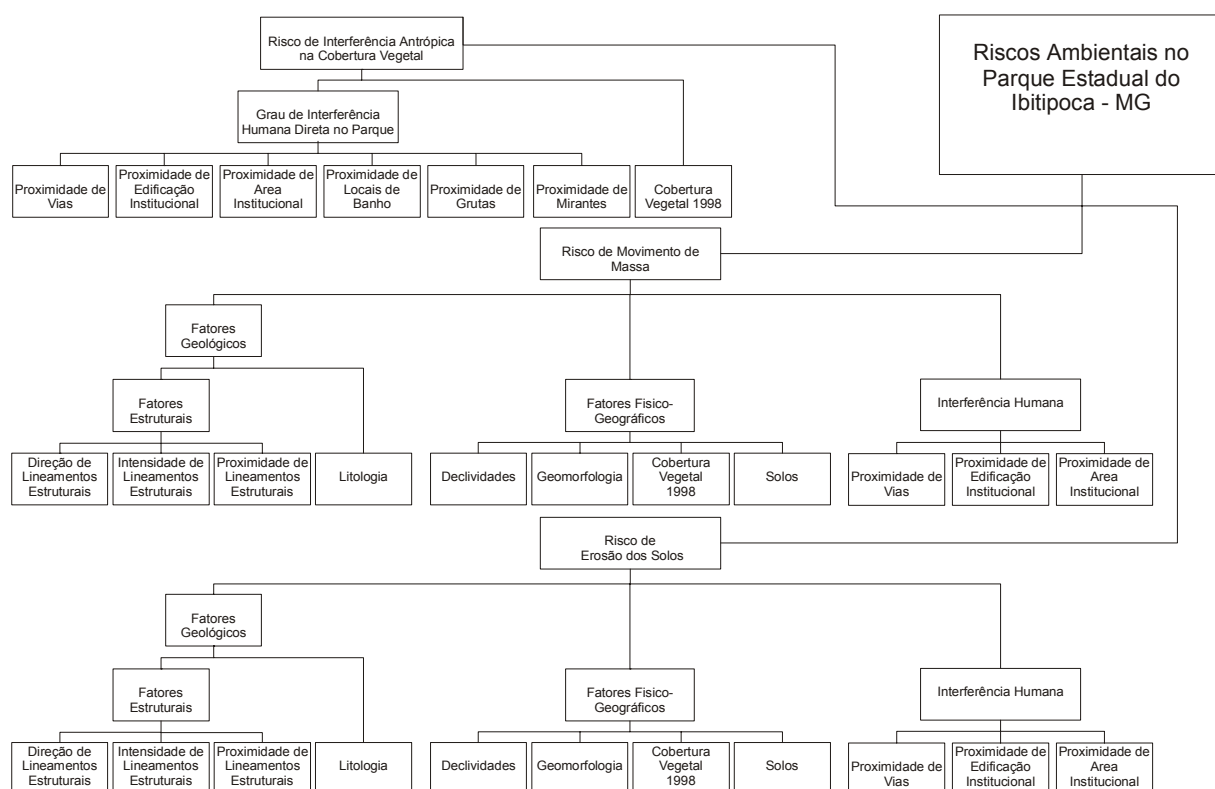 Riscos Ambientais no
Parque Estadual do
Ibitipoca - MG
Risco de Interferência Antrópica
na Cobertura Vegetal
Grau de Interferência
Humana Direta no Parque
Proximidade de
Vias
Proximidade de
Edificação
Institucional
Proximidade de
Area
Institucional
Proximidade de
Locais de
Banho
Proximidade de
Grutas
Proximidade de
Mirantes
Cobertura
Vegetal 1998
Risco de Movimento de
Massa
Fatores
Geológicos
Fatores
Estruturais
Fatores Fisico-
Geográficos
Interferência Humana
Direção de
Lineamentos
Estruturais
Intensidade de
Lineamentos
Estruturais
Proximidade de
Lineamentos
Estruturais
Litologia
Declividades
Geomorfologia
Cobertura
Vegetal
1998
Solos
Proximidade de
Vias
Proximidade de
Edificação
Institucional
Proximidade de
Area
Institucional
Risco de
Erosão dos Solos
Fatores
Geológicos
Fatores
Estruturais
Fatores Fisico-
Geográficos
Interferência Humana
Direção de
Lineamentos
Estruturais
Intensidade de
Lineamentos
Estruturais
Proximidade de
Lineamentos
Estruturais
Litologia
Declividades
Geomorfologia
Cobertura
Vegetal
1998
Solos
Proximidade de
Vias
Proximidade de
Edificação
Institucional
Proximidade de
Area
Institucional